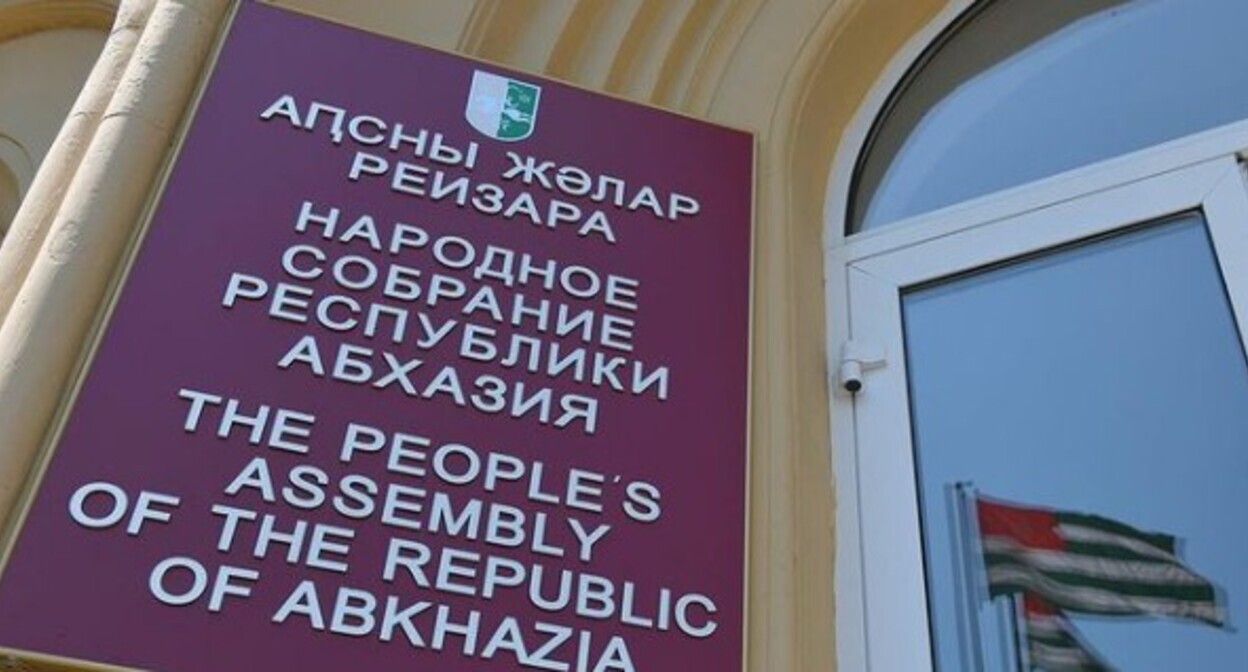 АԤСНЫ ЖӘЛАР
РЕИЗАРА
НАРОДНОЕ
СОБРАНИЕ
РЕСПУБЛИКИ
АБХАЗИЯ
THE PEOPLE'S
ASSEMBLY
OF THE REPUBLIC
OF ABKHAZIA